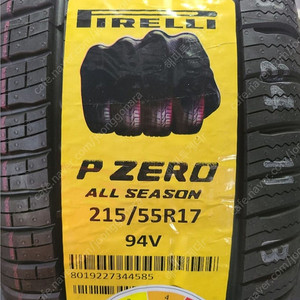 PIRELLI
P ZERO
ALL SEASON
215/55R17
94V
8019227344585